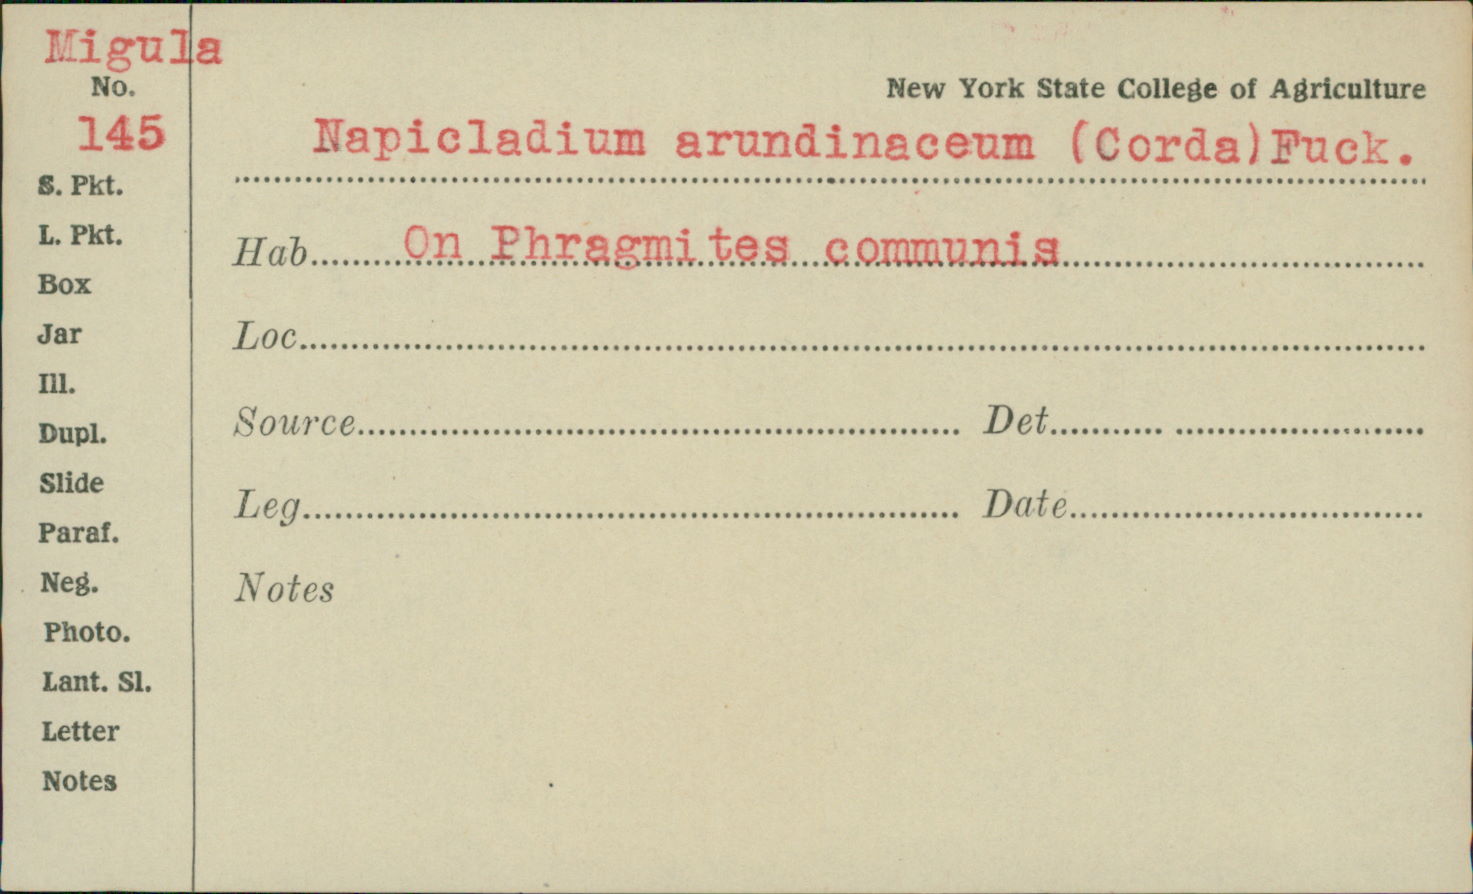 Migula
No.
145
New York State College of Agriculture
Napicladium arundinaceum (Corda)Fuck.
S. Pkt.
L. Pkt.
Box
Jar
Ill.
Dupl.
Slide
Paraf.
Neg.
Photo.
Lant. Sl.
Letter
Notes
Hab On Phragmites communis
Loc
Source Det
Leg Date
Notes